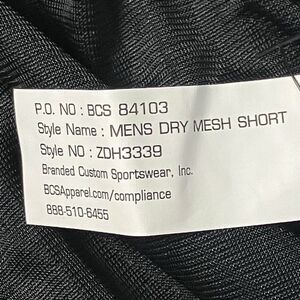 P.O. NO : BCS 84103
Style Name : MENS DRY MESH SHORT
Style NO : ZDH3339
Branded Custom Sportswear, Inc.
BCSApparel.com/compliance
888-510-6455